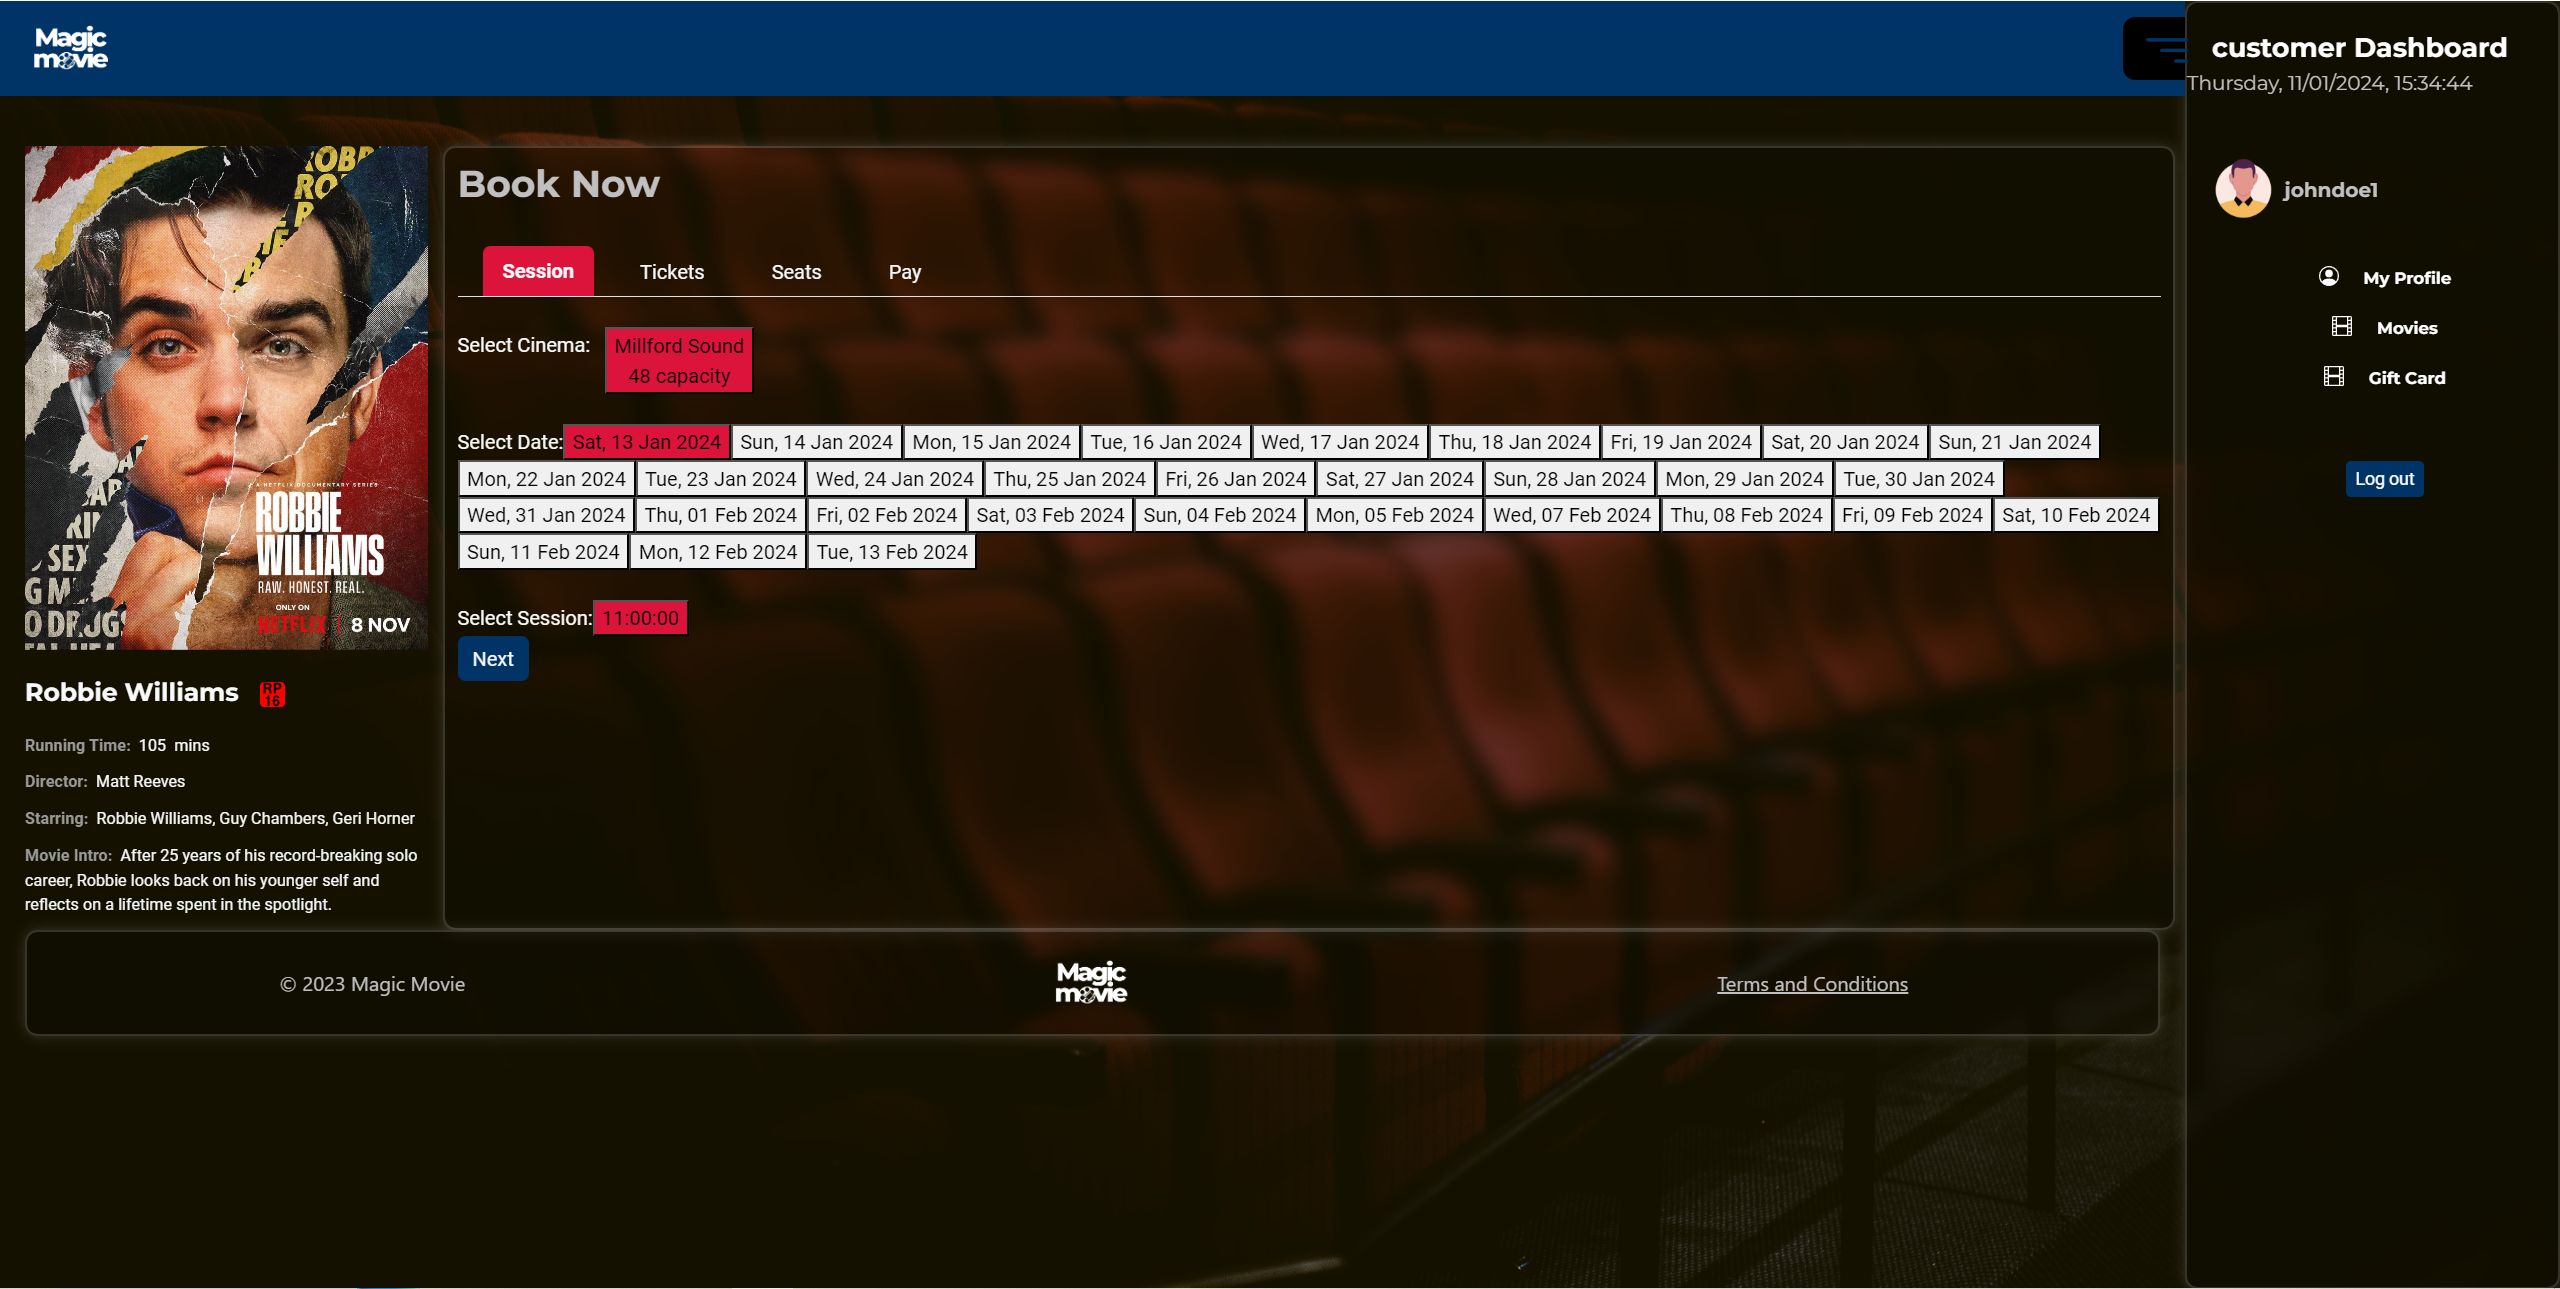 Magic
movie
customer Dashboard
Thursday, 11/01/2024, 15:34:44
johndoe1
My Profile
Movies
Gift Card
Log out
ROBB
A NETFLIX DOCUMENTARY SERIES
ROBBIE
WILLIAMS
RAW. HONEST. REAL.
ONLY ON
NETFLIX | 8 NOV
Robbie Williams RP 16
Running Time: 105 mins
Director: Matt Reeves
Starring: Robbie Williams, Guy Chambers, Geri Horner
Movie Intro: After 25 years of his record-breaking solo
career, Robbie looks back on his younger self and
reflects on a lifetime spent in the spotlight.
Book Now
Session Tickets Seats Pay
Select Cinema: Millford Sound
48 capacity
Select Date: Sat, 13 Jan 2024 Sun, 14 Jan 2024 Mon, 15 Jan 2024 Tue, 16 Jan 2024 Wed, 17 Jan 2024 Thu, 18 Jan 2024 Fri, 19 Jan 2024 Sat, 20 Jan 2024 Sun, 21 Jan 2024
Mon, 22 Jan 2024 Tue, 23 Jan 2024 Wed, 24 Jan 2024 Thu, 25 Jan 2024 Fri, 26 Jan 2024 Sat, 27 Jan 2024 Sun, 28 Jan 2024 Mon, 29 Jan 2024 Tue, 30 Jan 2024
Wed, 31 Jan 2024 Thu, 01 Feb 2024 Fri, 02 Feb 2024 Sat, 03 Feb 2024 Sun, 04 Feb 2024 Mon, 05 Feb 2024 Wed, 07 Feb 2024 Thu, 08 Feb 2024 Fri, 09 Feb 2024 Sat, 10 Feb 2024
Sun, 11 Feb 2024 Mon, 12 Feb 2024 Tue, 13 Feb 2024
Select Session: 11:00:00
Next
© 2023 Magic Movie
Magic
movie
Terms and Conditions